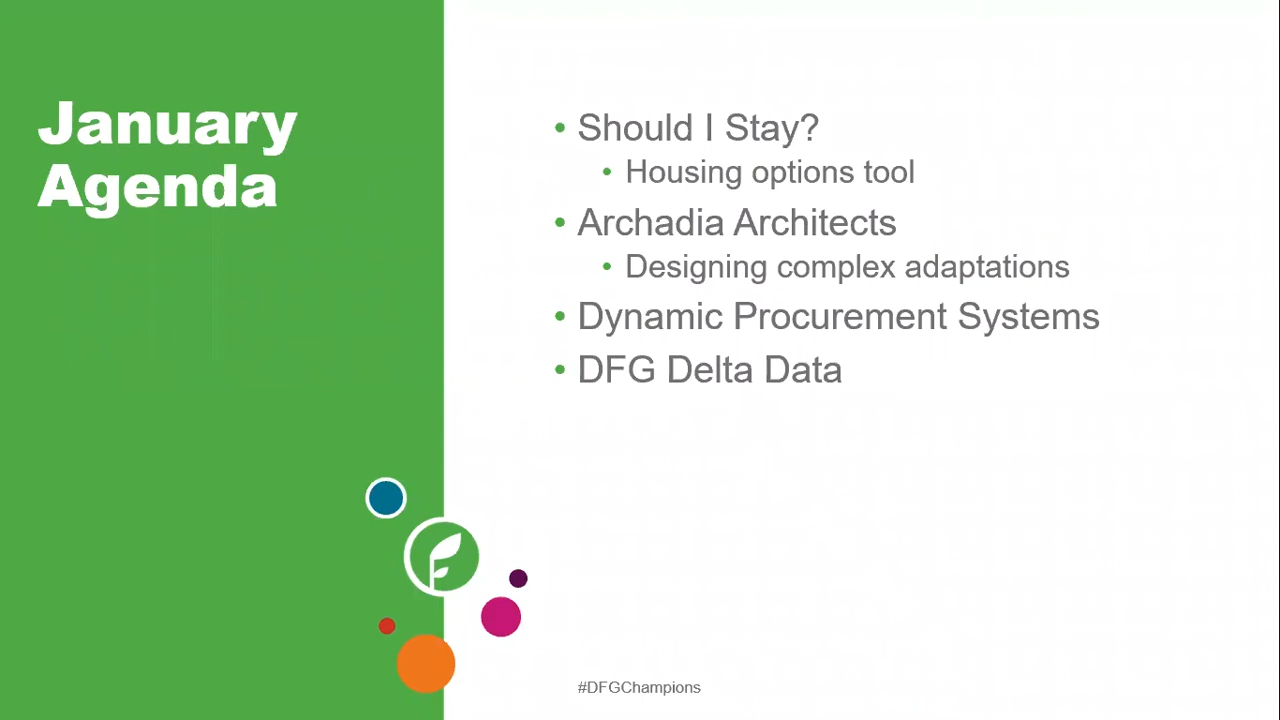 January
Agenda
• Should I Stay?
• Housing options tool
• Archadia Architects
• Designing complex adaptations
• Dynamic Procurement Systems
• DFG Delta Data
#DFGChampions